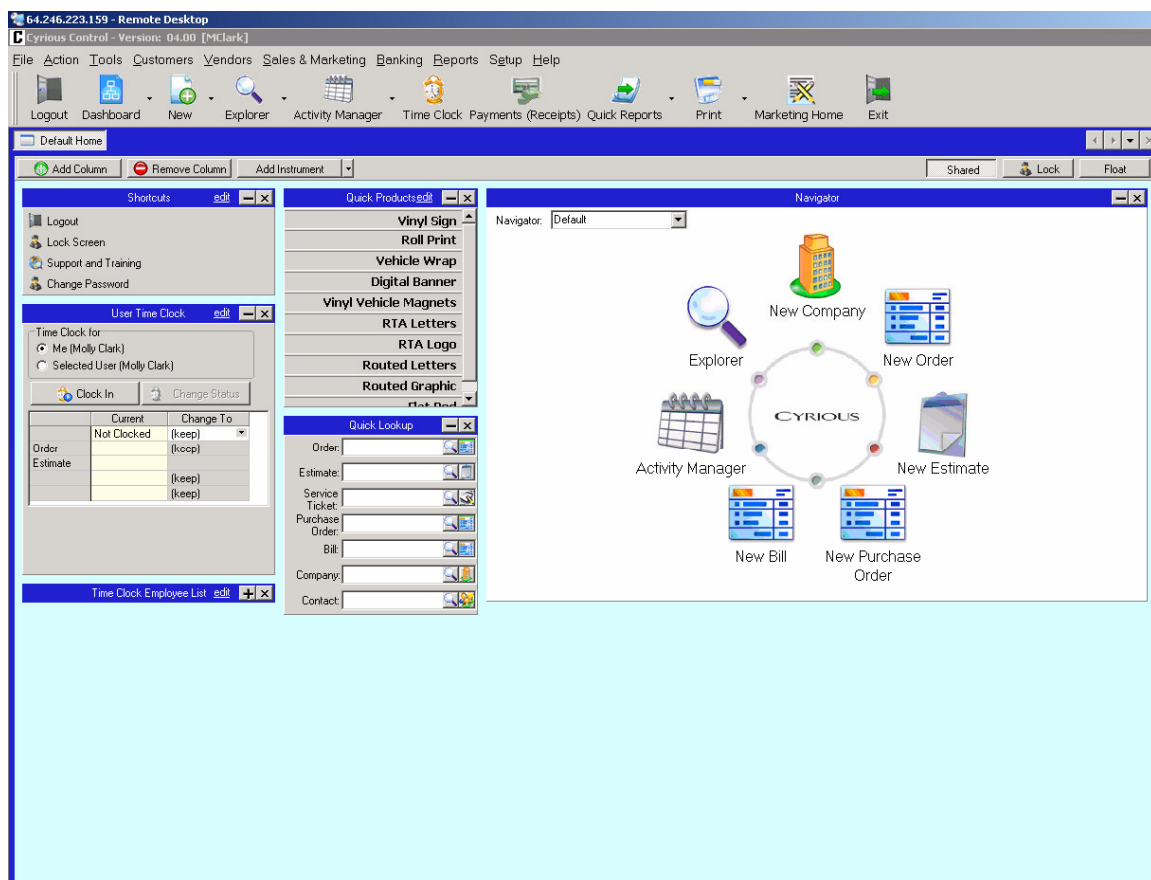 64.246.223.159 - Remote Desktop
Cyrious Control - Version: 04.00 [MClark]
File Action Tools Customers Vendors Sales & Marketing Banking Reports Setup Help
Logout Dashboard New Explorer Activity Manager Time Clock Payments (Receipts) Quick Reports Print Marketing Home Exit
Default Home
Add Column Remove Column Add Instrument Shared Lock Float
Shortcuts edit
Logout
Lock Screen
Support and Training
Change Password
User Time Clock edit
Time Clock for
Me (Molly Clark)
Selected User (Molly Clark)
Clock In Change Status
Current Change To
Not Clocked (keep)
Order (keep)
Estimate
(keep)
(keep)
Time Clock Employee List edit
Quick Products edit
Vinyl Sign
Roll Print
Vehicle Wrap
Digital Banner
Vinyl Vehicle Magnets
RTA Letters
RTA Logo
Routed Letters
Routed Graphic
Quick Lookup
Order:
Estimate:
Service
Ticket:
Purchase
Order:
Bill:
Company:
Contact:
Navigator
Navigator: Default
New Company
Explorer
New Order
CYRIOUS
Activity Manager
New Estimate
New Bill
New Purchase
Order